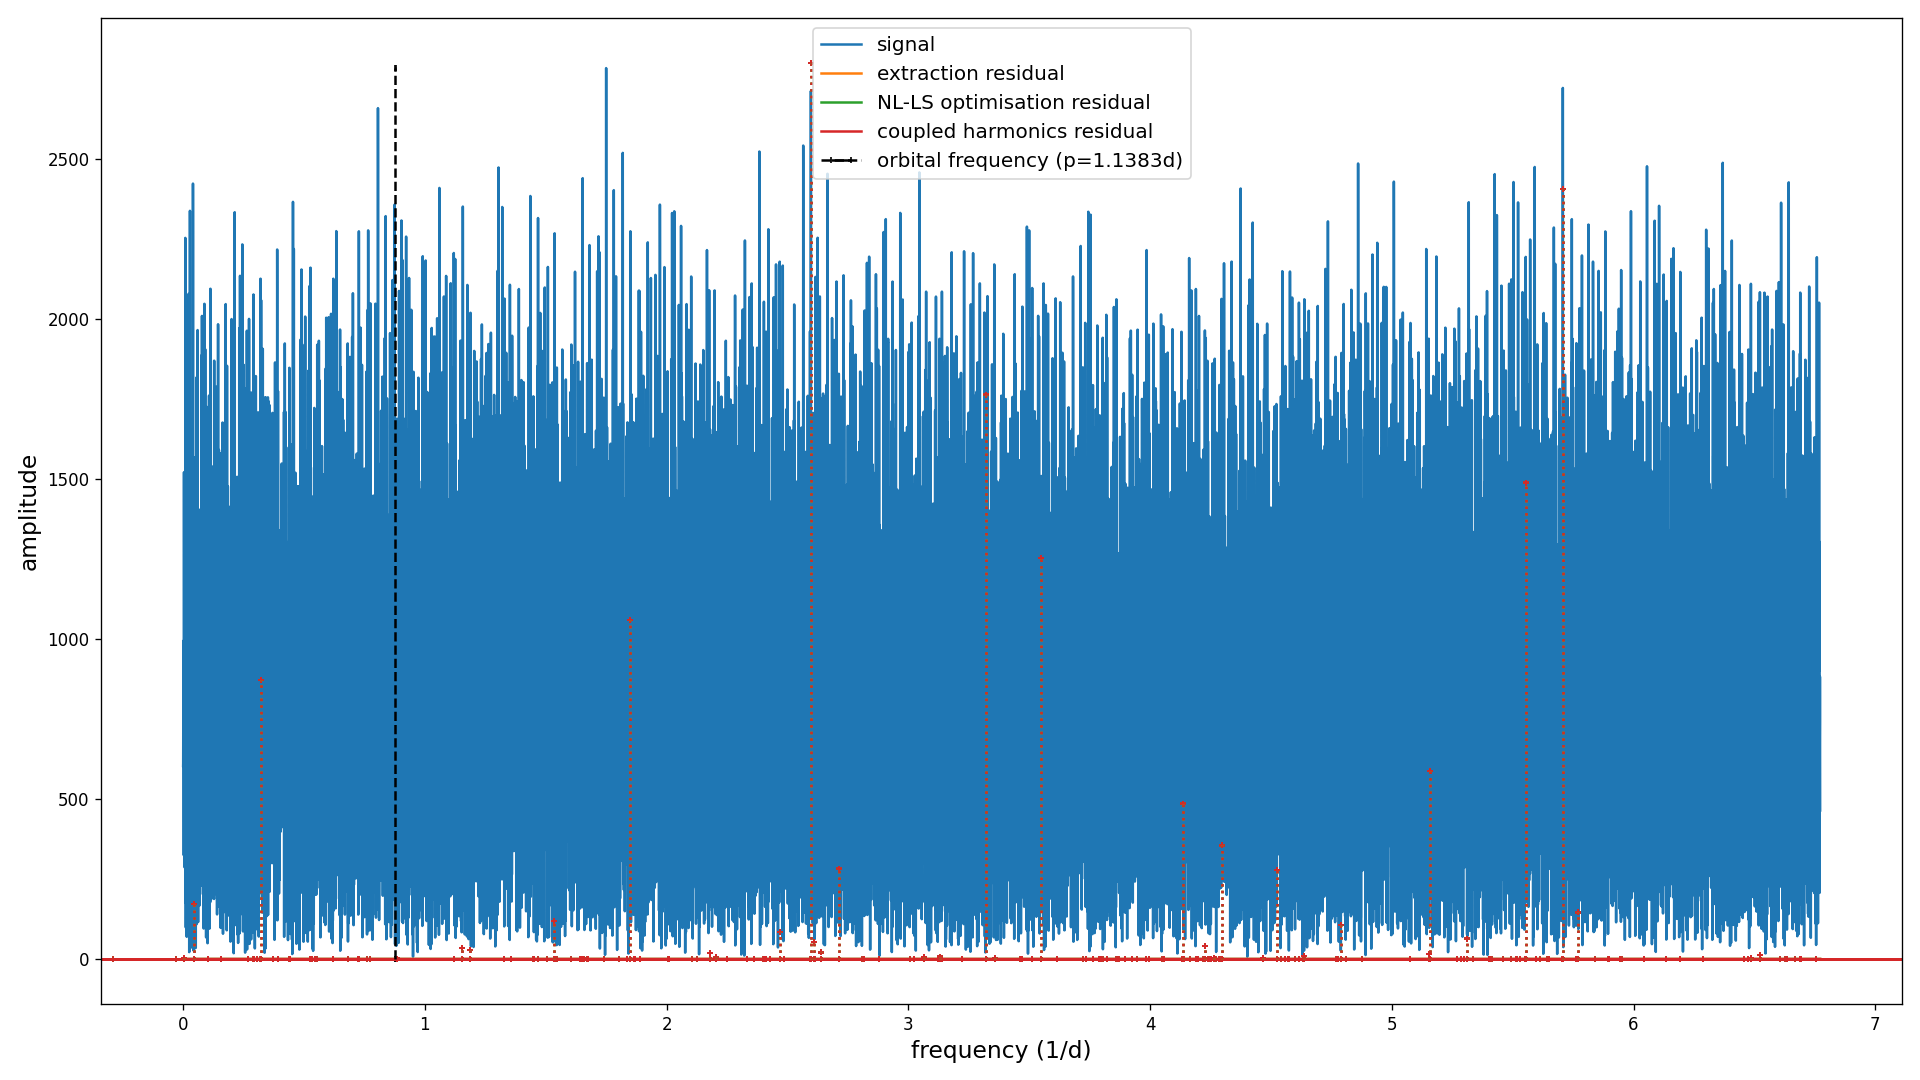 signal
extraction residual
NL-LS optimisation residual
coupled harmonics residual
orbital frequency (p=1.1383d)
amplitude
2500
2000
1500
1000
500
0
0 1 2 3 4 5 6 7
frequency (1/d)